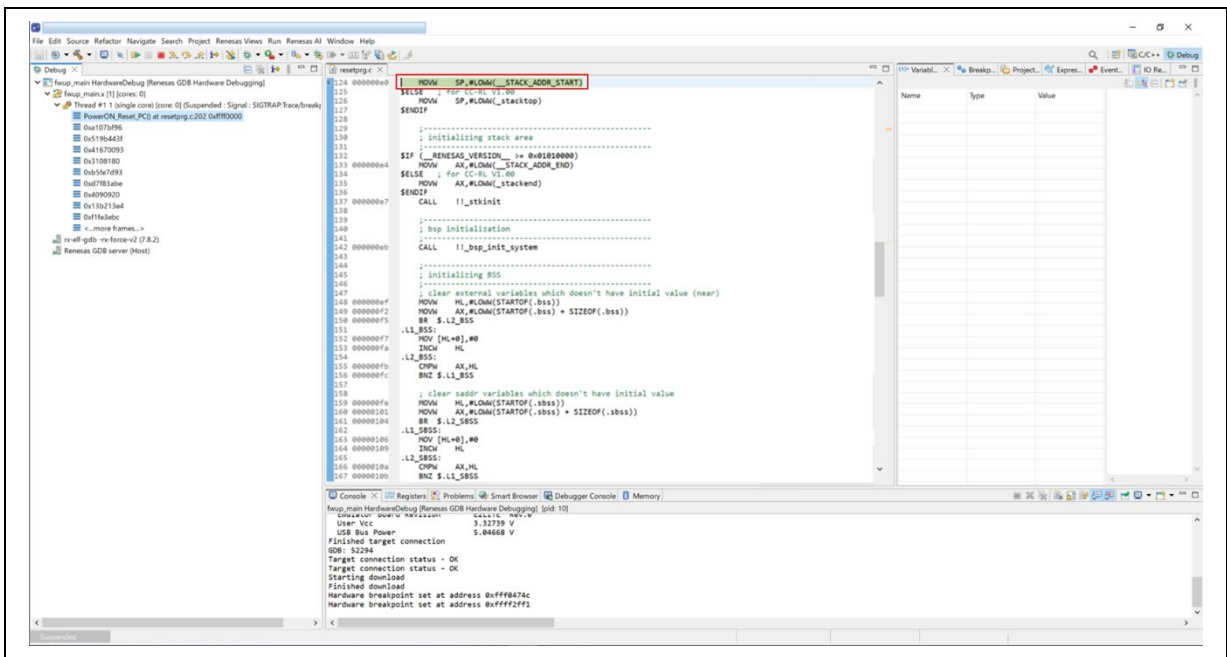 File Edit Source Refactor Navigate Search Project Renesas Views Run Renesas AI Window Help
C/C++ Debug
Debug
fwup_main HardwareDebug [Renesas GDB Hardware Debugging]
fwup_main.x [1] [cores: 0]
Thread #1 1 (single core) [core: 0] (Suspended : Signal : SIGTRAP:Trace/breakp
PowerON_Reset_PC() at resetprg.c:202 0xffff0000
0xa107bf96
0x519b443f
0x41670093
0x3108180
0xb5fe7d93
0xd7f83abe
0x4090920
0x13b213e4
0xf1fe3ebc
<...more frames...>
rx-elf-gdb -rx-force-v2 (7.8.2)
Renesas GDB server (Host)
resetprg.c
124 000000e0 MOVW SP,#LOWW(__STACK_ADDR_START)
125 $ELSE ; for CC-RL V1.00
126 MOVW SP,#LOWW(_stacktop)
127 $ENDIF
128
129 ;--------------------------------------------------
130 ; initializing stack area
131 ;--------------------------------------------------
132 $IF (__RENESAS_VERSION__ >= 0x01010000)
133 000000e4 MOVW AX,#LOWW(__STACK_ADDR_END)
134 $ELSE ; for CC-RL V1.00
135 MOVW AX,#LOWW(_stackend)
136 $ENDIF
137 000000e7 CALL !!_stkinit
138
139 ;--------------------------------------------------
140 ; bsp initialization
141 ;--------------------------------------------------
142 000000eb CALL !!_bsp_init_system
143
144 ;--------------------------------------------------
145 ; initializing BSS
146 ;--------------------------------------------------
147 ; clear external variables which doesn't have initial value (near)
148 000000ef MOVW HL,#LOWW(STARTOF(.bss))
149 000000f2 MOVW AX,#LOWW(STARTOF(.bss) + SIZEOF(.bss))
150 000000f5 BR $.L2_BSS
151 .L1_BSS:
152 000000f7 MOV [HL+0],#0
153 000000fa INCW HL
154 .L2_BSS:
155 000000fb CMPW AX,HL
156 000000fc BNZ $.L1_BSS
157
158 ; clear saddr variables which doesn't have initial value
159 000000fe MOVW HL,#LOWW(STARTOF(.sbss))
160 00000101 MOVW AX,#LOWW(STARTOF(.sbss) + SIZEOF(.sbss))
161 00000104 BR $.L2_SBSS
162 .L1_SBSS:
163 00000106 MOV [HL+0],#0
164 00000109 INCW HL
165 .L2_SBSS:
166 0000010a CMPW AX,HL
167 0000010b BNZ $.L1_SBSS
Variabl... Breakp... Project... Expres... Event... IO Re...
Name Type Value
Console Registers Problems Smart Browser Debugger Console Memory
fwup_main HardwareDebug [Renesas GDB Hardware Debugging] [pid: 10]
Emulator Board Revision E2LITE Rev.0
User Vcc 3.32739 V
USB Bus Power 5.04668 V
Finished target connection
GDB: 52294
Target connection status - OK
Target connection status - OK
Starting download
Finished download
Hardware breakpoint set at address 0xfff0474c
Hardware breakpoint set at address 0xffff2ff1
Suspended